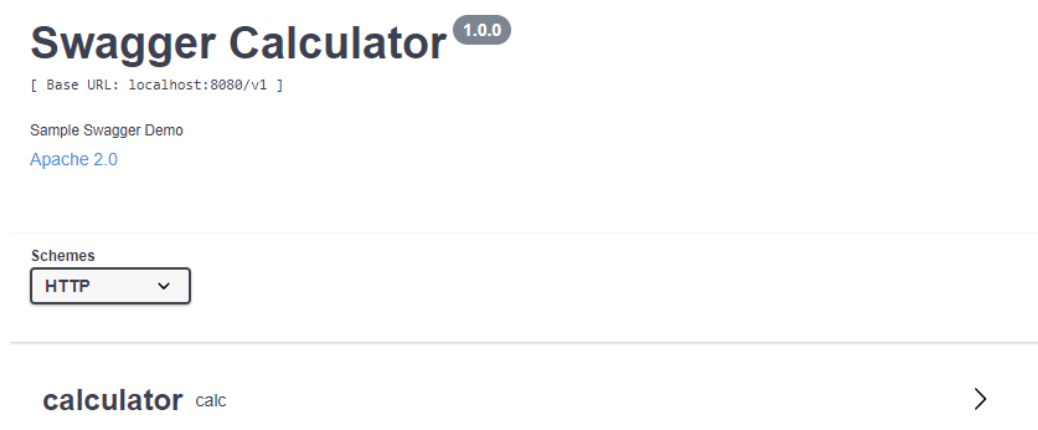 Swagger Calculator 1.0.0
[ Base URL: localhost:8080/v1 ]
Sample Swagger Demo
Apache 2.0
Schemes
HTTP
calculator calc